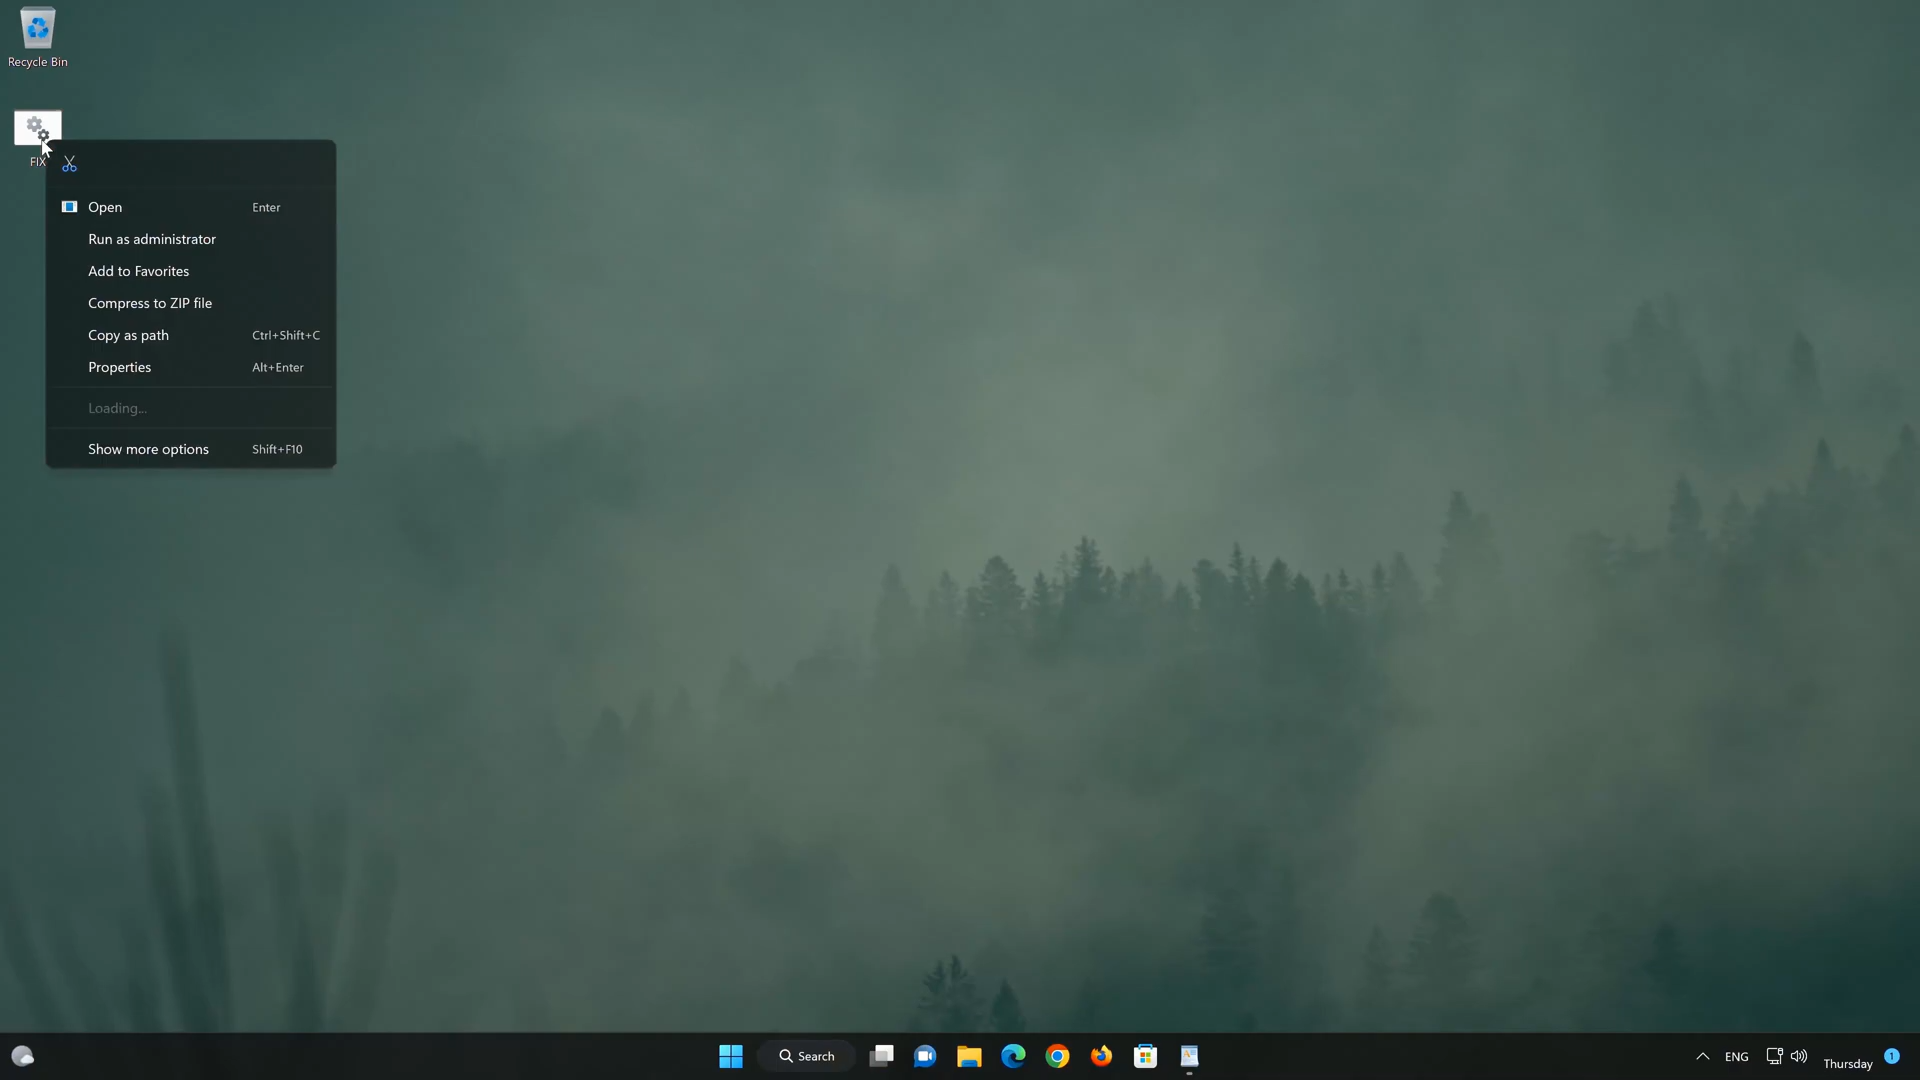 Recycle Bin
FIX
Open Enter
Run as administrator
Add to Favorites
Compress to ZIP file
Copy as path Ctrl+Shift+C
Properties Alt+Enter
Loading...
Show more options Shift+F10
Search
ENG
Thursday
1